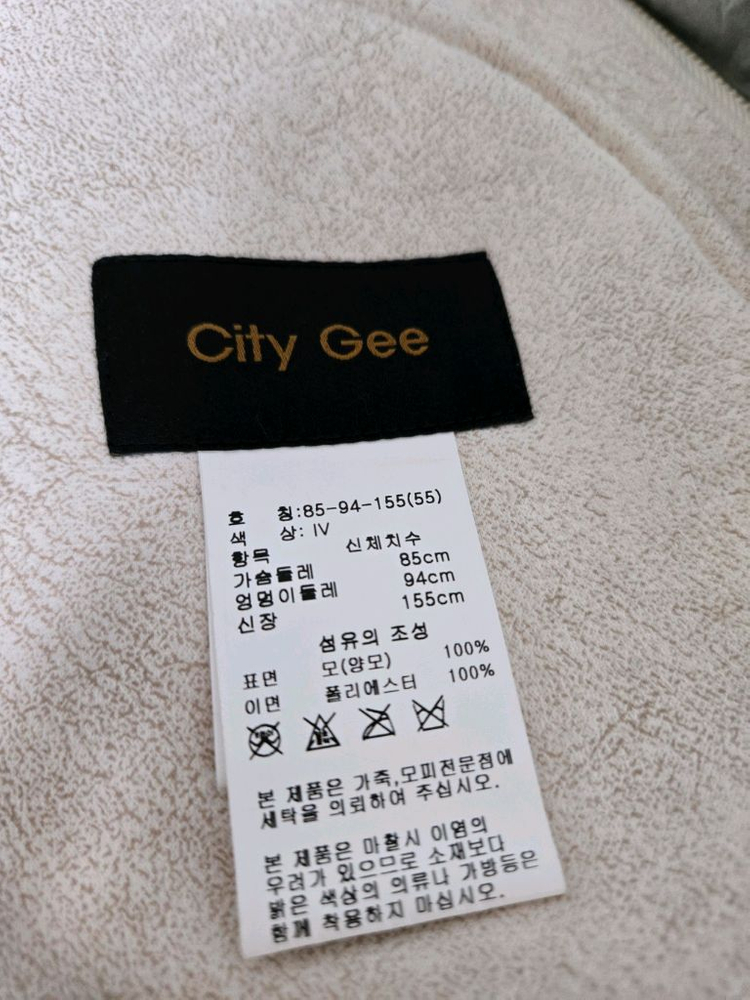 City Gee
호 칭:85-94-155(55)
색 상: IV
항목 신체치수
가슴둘레 85cm
엉덩이둘레 94cm
신장 155cm
섬유의 조성
표면 모(양모) 100%
이면 폴리에스터 100%
본 제품은 가죽,모피전문점에
세탁을 의뢰하여 주십시오.
본 제품은 마찰시 이염의
우려가 있으므로 소재보다
밝은 색상의 의류나 가방등은
함께 착용하지 마십시오.